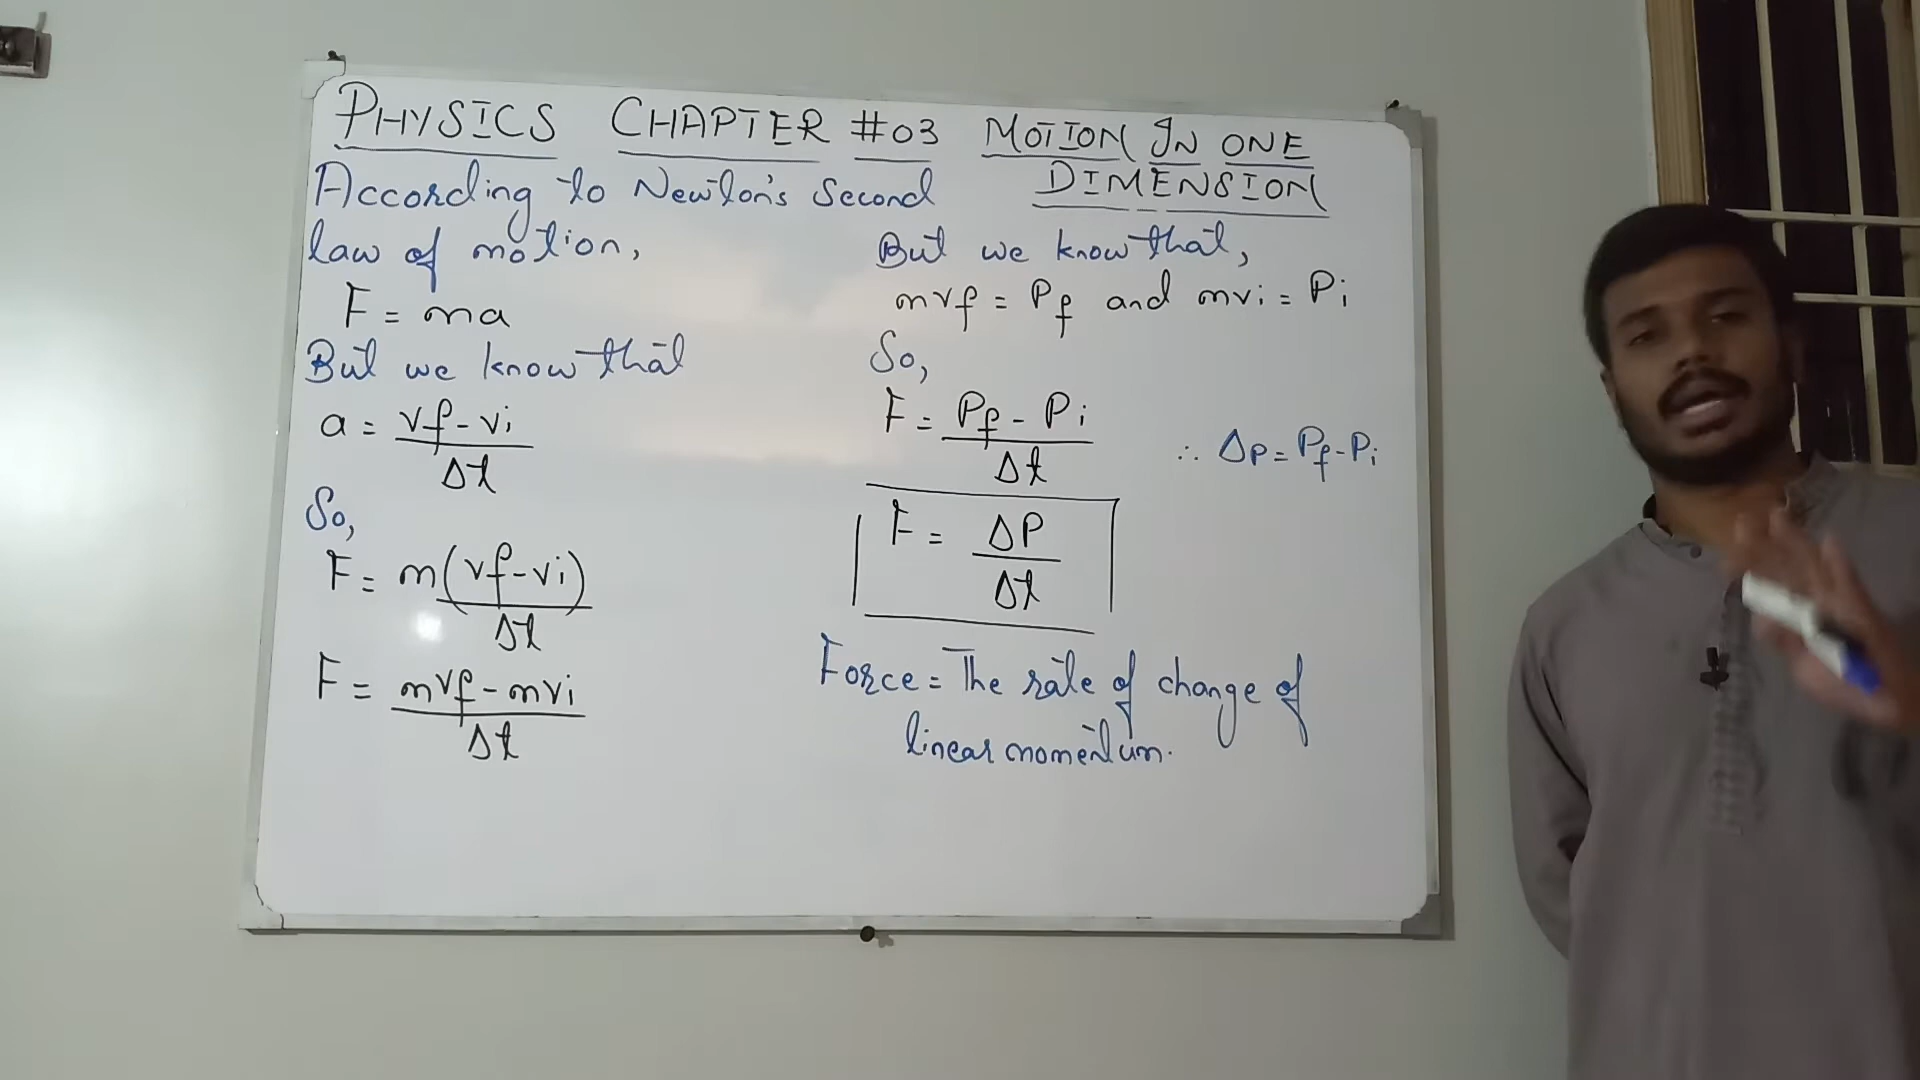 PHYSICS CHAPTER #03 MOTION IN ONE
DIMENSION
According to Newton's Second
law of motion,
F = ma
But we know that
a = vf - vi
Δt
So,
F = m(vf - vi)
Δt
F = mvf - mvi
Δt
But we know that,
mvf = Pf and mvi = Pi
So,
F = Pf - Pi
Δt
∴ ΔP = Pf - Pi
F = ΔP
Δt
Force = The rate of change of
linear momentum.